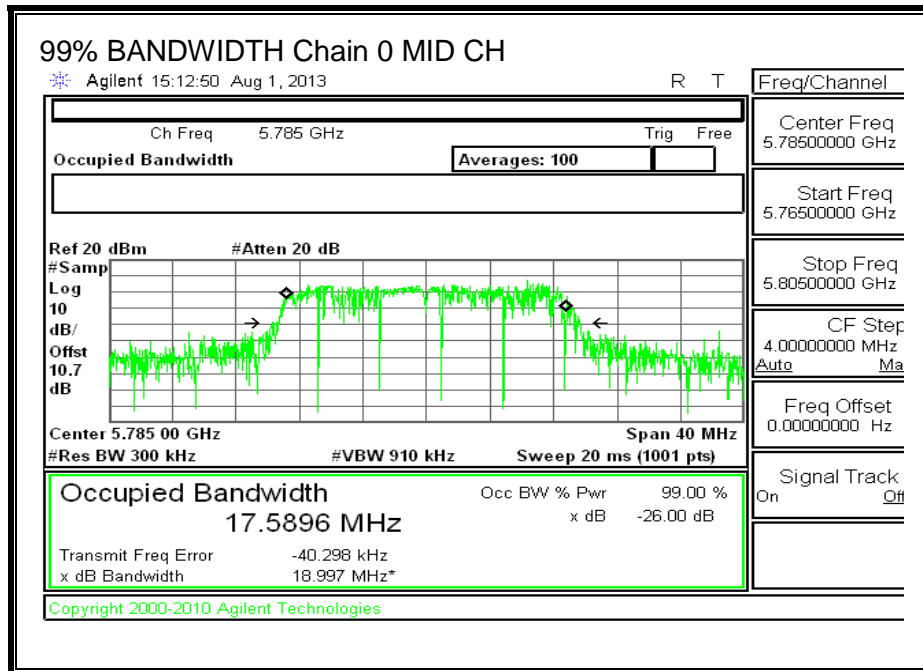 99% BANDWIDTH Chain 0 MID CH
Agilent 15:12:50 Aug 1, 2013 R T
Freq/Channel
Ch Freq 5.785 GHz Trig Free
Occupied Bandwidth Averages: 100
Center Freq
5.78500000 GHz
Start Freq
5.76500000 GHz
Stop Freq
5.80500000 GHz
CF Step
4.00000000 MHz
Auto Ma
Freq Offset
0.00000000 Hz
Signal Track
On Off
Ref 20 dBm #Atten 20 dB
#Samp
Log
10
dB/
Offst
10.7
dB
Center 5.785 00 GHz Span 40 MHz
#Res BW 300 kHz #VBW 910 kHz Sweep 20 ms (1001 pts)
Occupied Bandwidth Occ BW % Pwr 99.00 %
17.5896 MHz x dB -26.00 dB
Transmit Freq Error -40.298 kHz
x dB Bandwidth 18.997 MHz*
Copyright 2000-2010 Agilent Technologies